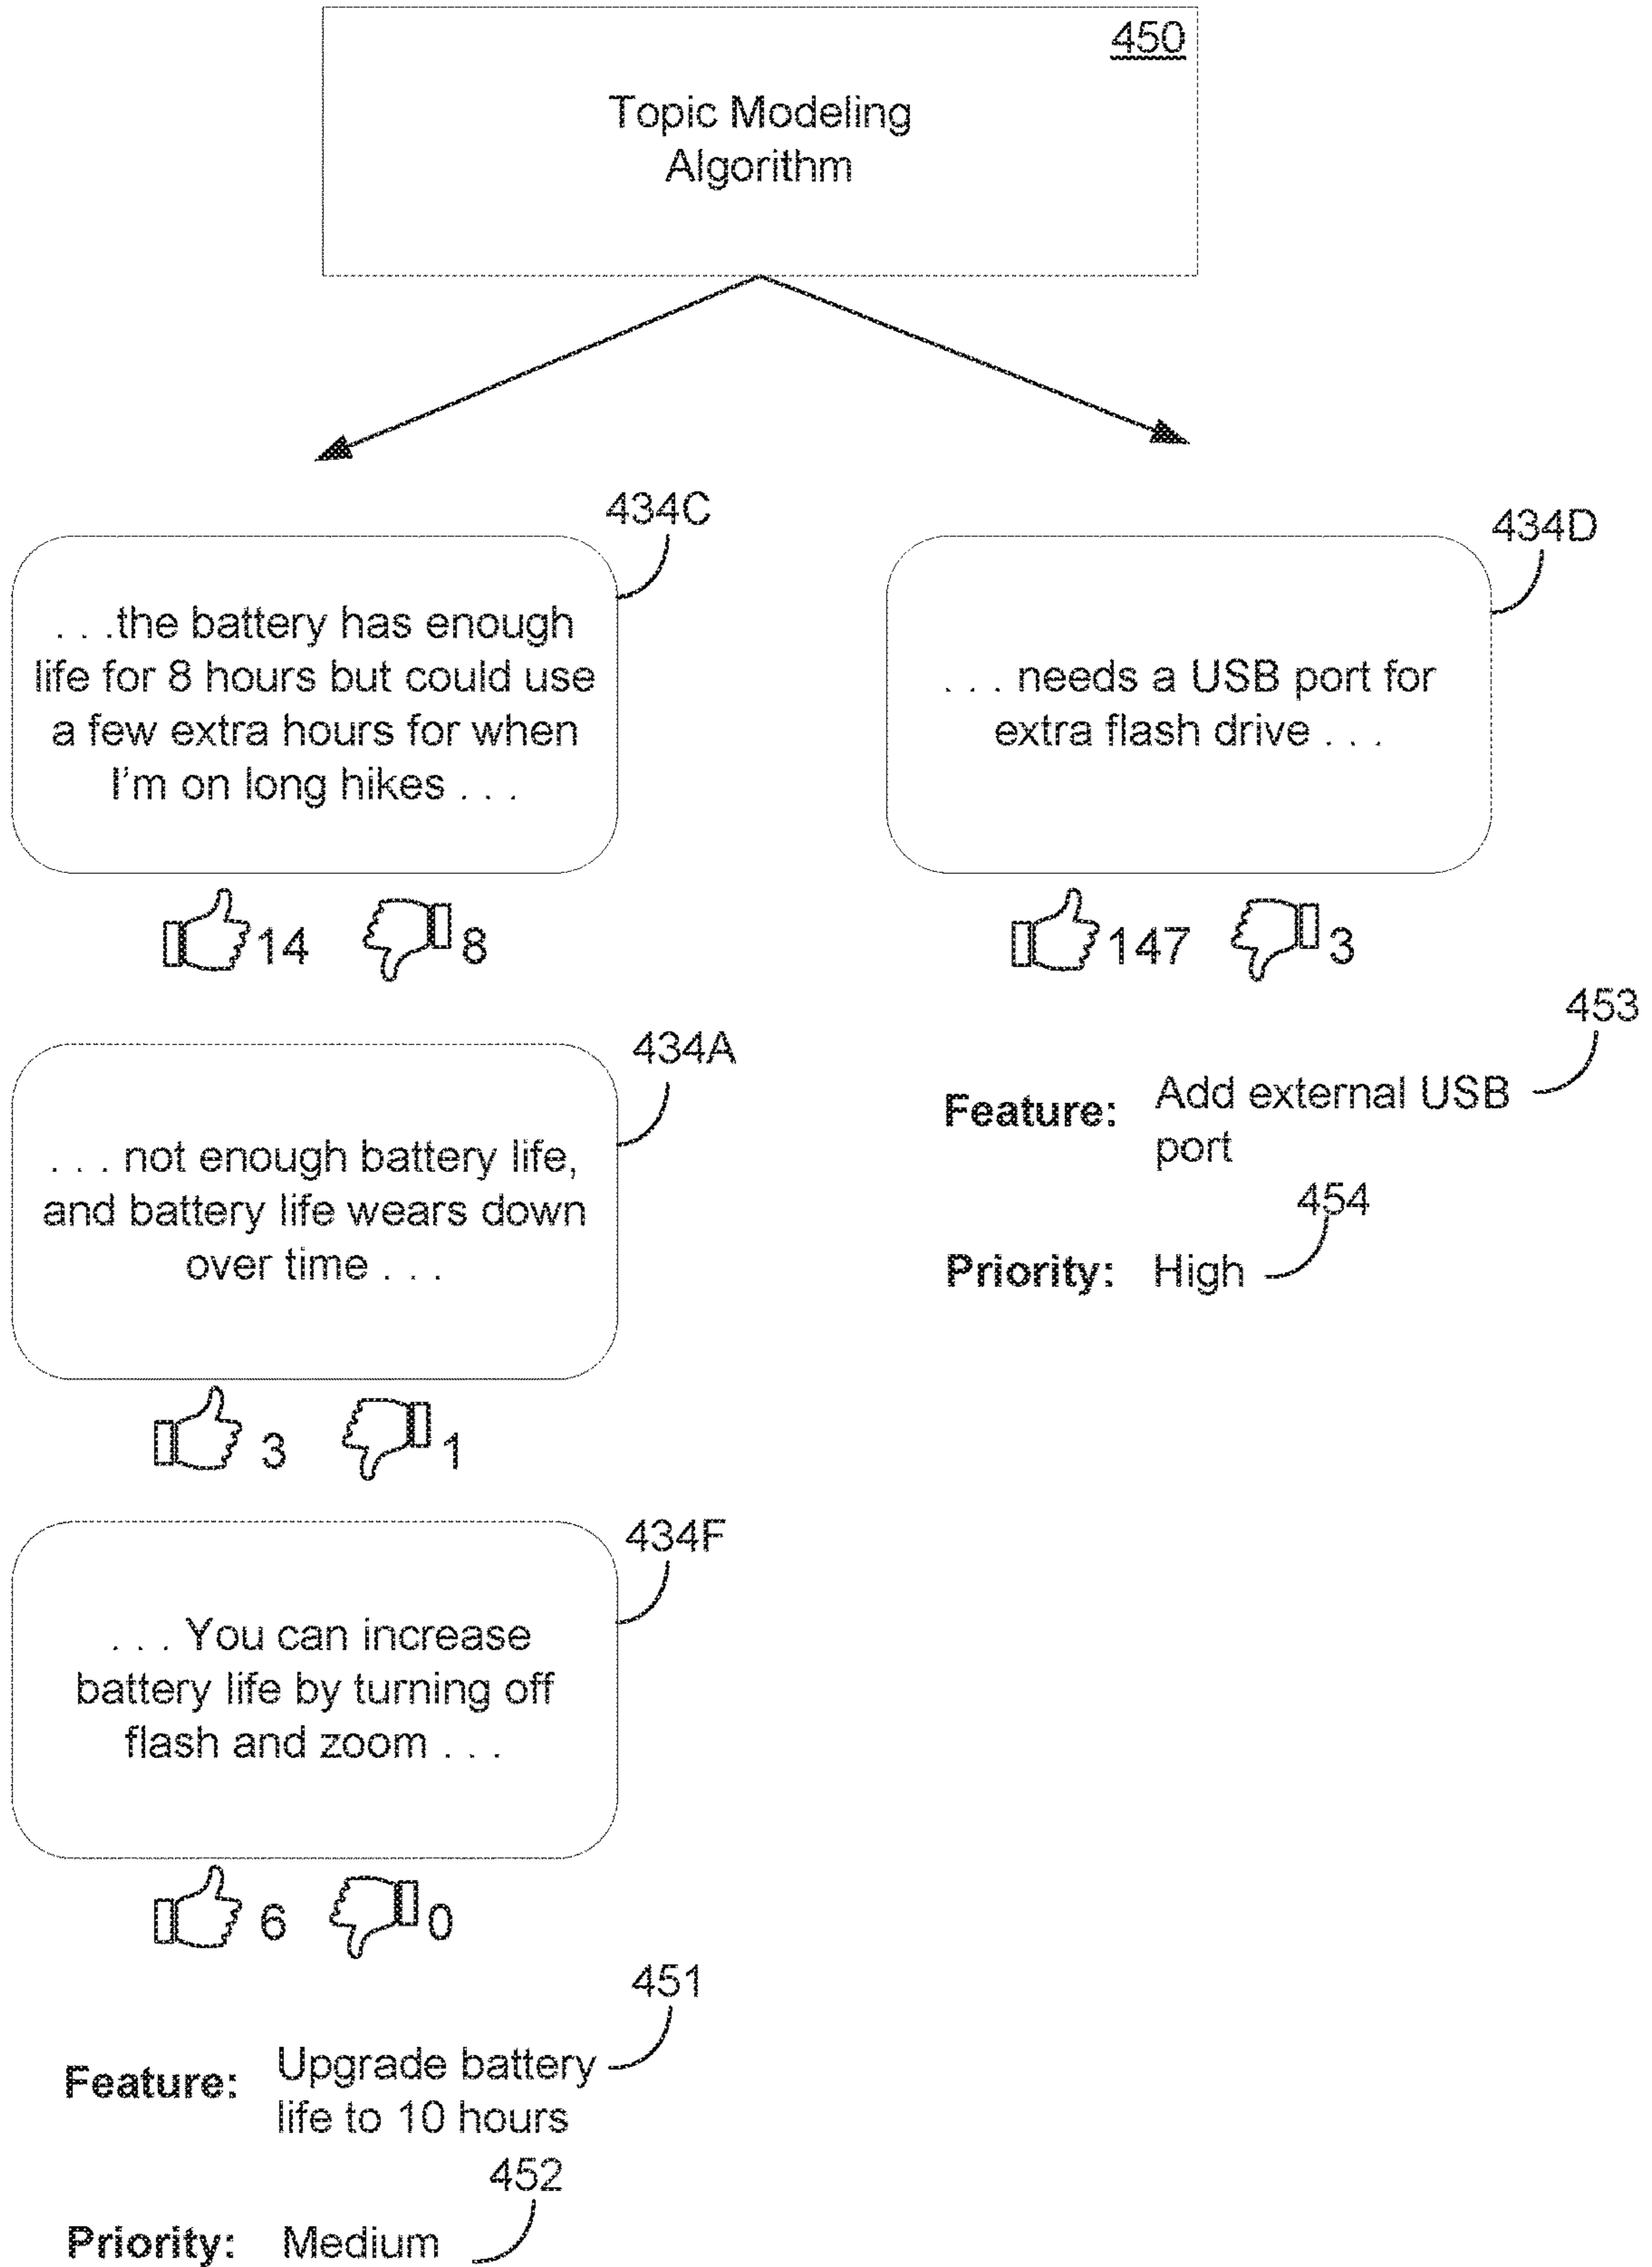 450
Topic Modeling
Algorithm
434C
. . .the battery has enough
life for 8 hours but could use
a few extra hours for when
I'm on long hikes . . .
14 8
434A
. . . not enough battery life,
and battery life wears down
over time . . .
3 1
434F
. . . You can increase
battery life by turning off
flash and zoom . . .
6 0
451
Feature: Upgrade battery
life to 10 hours
452
Priority: Medium
434D
. . . needs a USB port for
extra flash drive . . .
147 3
453
Feature: Add external USB
port
454
Priority: High